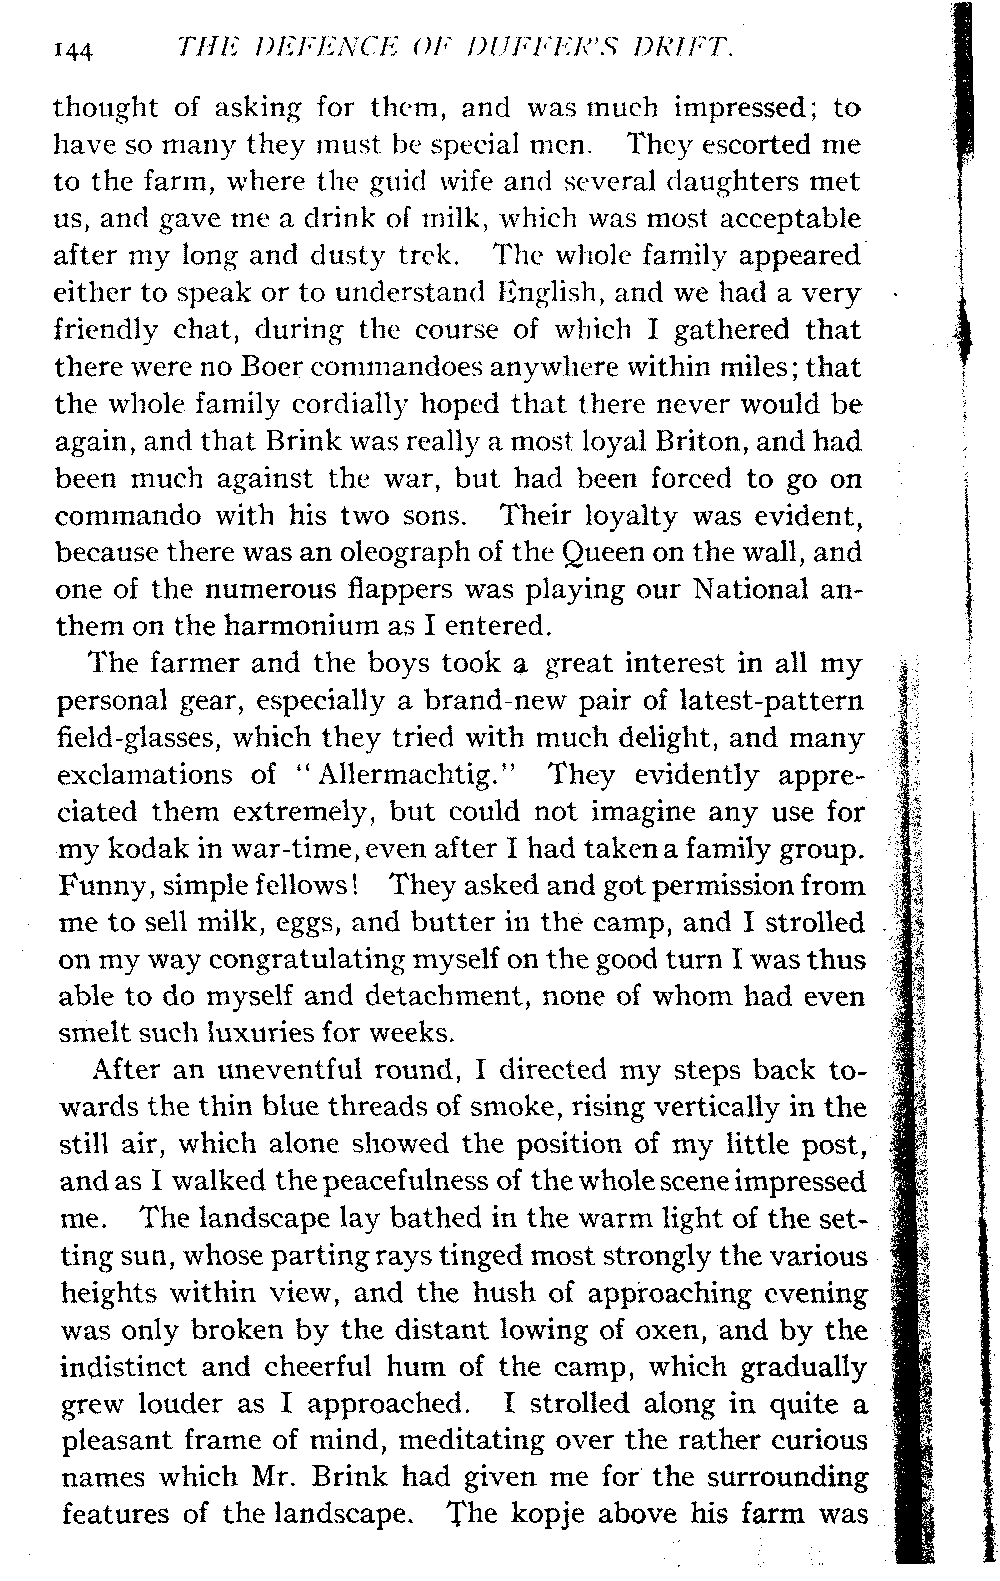 144 THE DEFENCE OF DUFFER'S DRIFT.
thought of asking for them, and was much impressed; to
have so many they must be special men. They escorted me
to the farm, where the guid wife and several daughters met
us, and gave me a drink of milk, which was most acceptable
after my long and dusty trek. The whole family appeared
either to speak or to understand English, and we had a very
friendly chat, during the course of which I gathered that
there were no Boer commandoes anywhere within miles; that
the whole family cordially hoped that there never would be
again, and that Brink was really a most loyal Briton, and had
been much against the war, but had been forced to go on
commando with his two sons. Their loyalty was evident,
because there was an oleograph of the Queen on the wall, and
one of the numerous flappers was playing our National an-
them on the harmonium as I entered.
The farmer and the boys took a great interest in all my
personal gear, especially a brand-new pair of latest-pattern
field-glasses, which they tried with much delight, and many
exclamations of "Allermachtig." They evidently appre-
ciated them extremely, but could not imagine any use for
my kodak in war-time, even after I had taken a family group.
Funny, simple fellows! They asked and got permission from
me to sell milk, eggs, and butter in the camp, and I strolled
on my way congratulating myself on the good turn I was thus
able to do myself and detachment, none of whom had even
smelt such luxuries for weeks.
After an uneventful round, I directed my steps back to-
wards the thin blue threads of smoke, rising vertically in the
still air, which alone showed the position of my little post,
and as I walked the peacefulness of the whole scene impressed
me. The landscape lay bathed in the warm light of the set-
ting sun, whose parting rays tinged most strongly the various
heights within view, and the hush of approaching evening
was only broken by the distant lowing of oxen, and by the
indistinct and cheerful hum of the camp, which gradually
grew louder as I approached. I strolled along in quite a
pleasant frame of mind, meditating over the rather curious
names which Mr. Brink had given me for the surrounding
features of the landscape. The kopje above his farm was